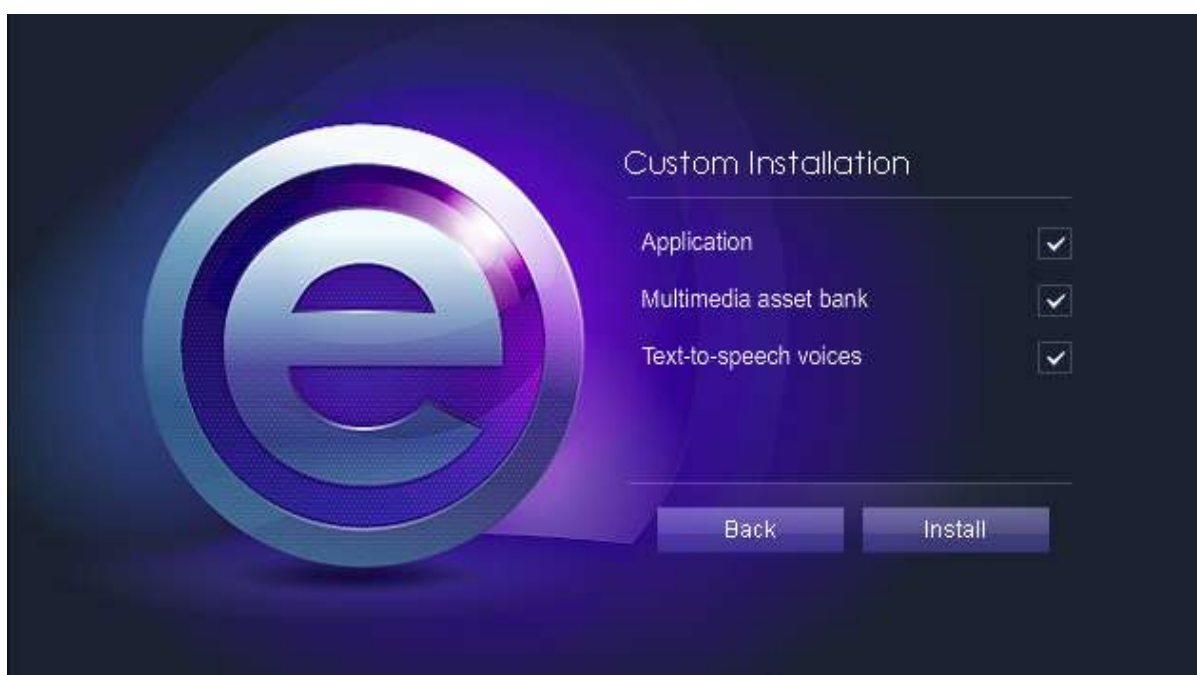 e
Custom Installation
Application
Multimedia asset bank
Text-to-speech voices
Back
Install